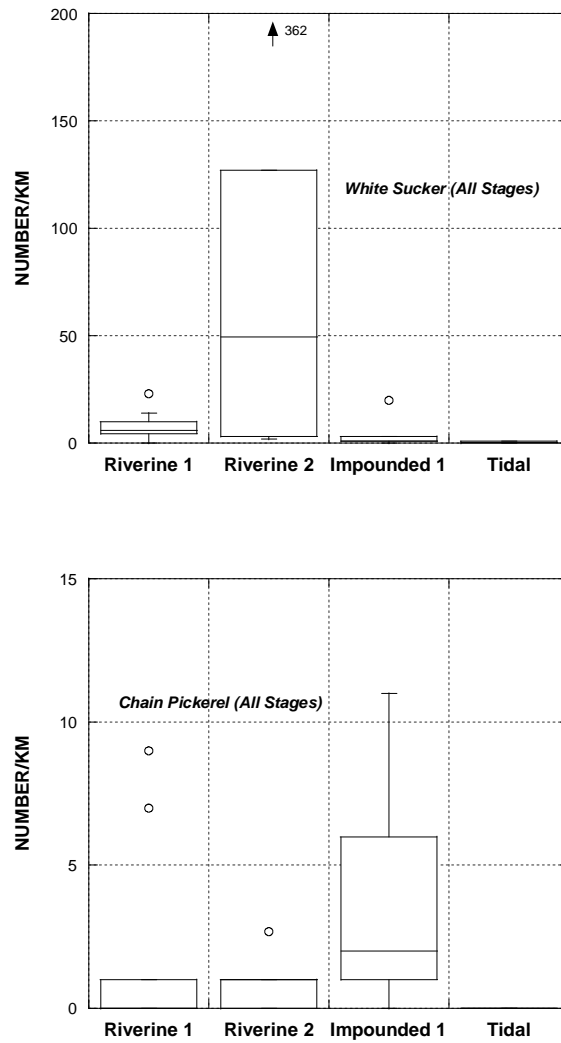 200
362
150
White Sucker (All Stages)
NUMBER/KM
100
50
0
Riverine 1 Riverine 2 Impounded 1 Tidal
15
Chain Pickerel (All Stages)
10
NUMBER/KM
5
0
Riverine 1 Riverine 2 Impounded 1 Tidal